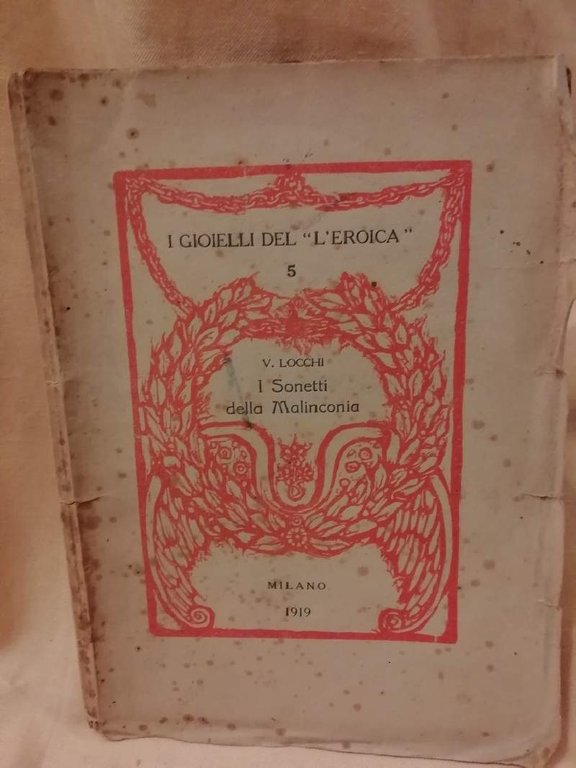 I GIOIELLI DEL "L'EROICA"
5
V. LOCCHI
I Sonetti
della Malinconia
MILANO
1919